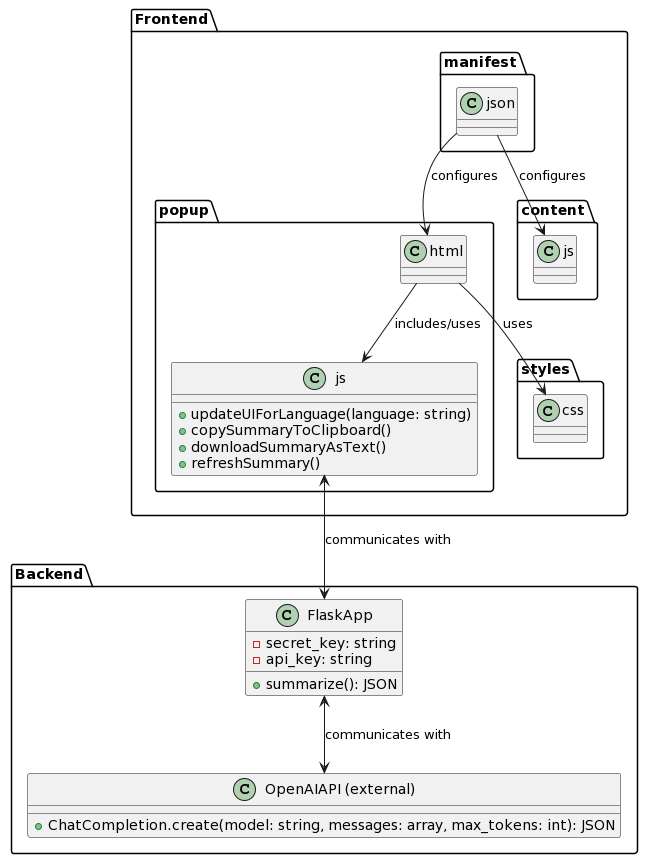 Frontend
manifest
C json
configures
configures
popup
content
C html
C js
includes/uses
uses
styles
C js
C css
updateUIForLanguage(language: string)
copySummaryToClipboard()
downloadSummaryAsText()
refreshSummary()
communicates with
Backend
C FlaskApp
secret_key: string
api_key: string
summarize(): JSON
communicates with
C OpenAIAPI (external)
ChatCompletion.create(model: string, messages: array, max_tokens: int): JSON